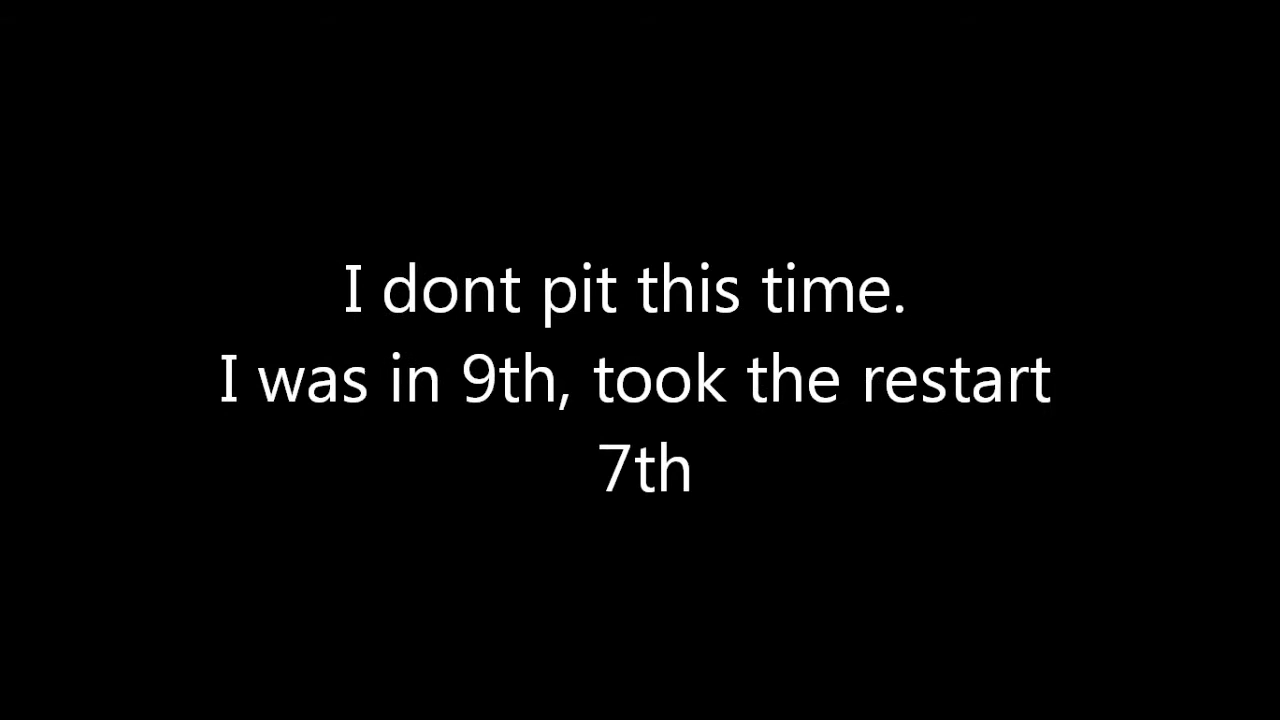 I dont pit this time.
I was in 9th, took the restart
7th